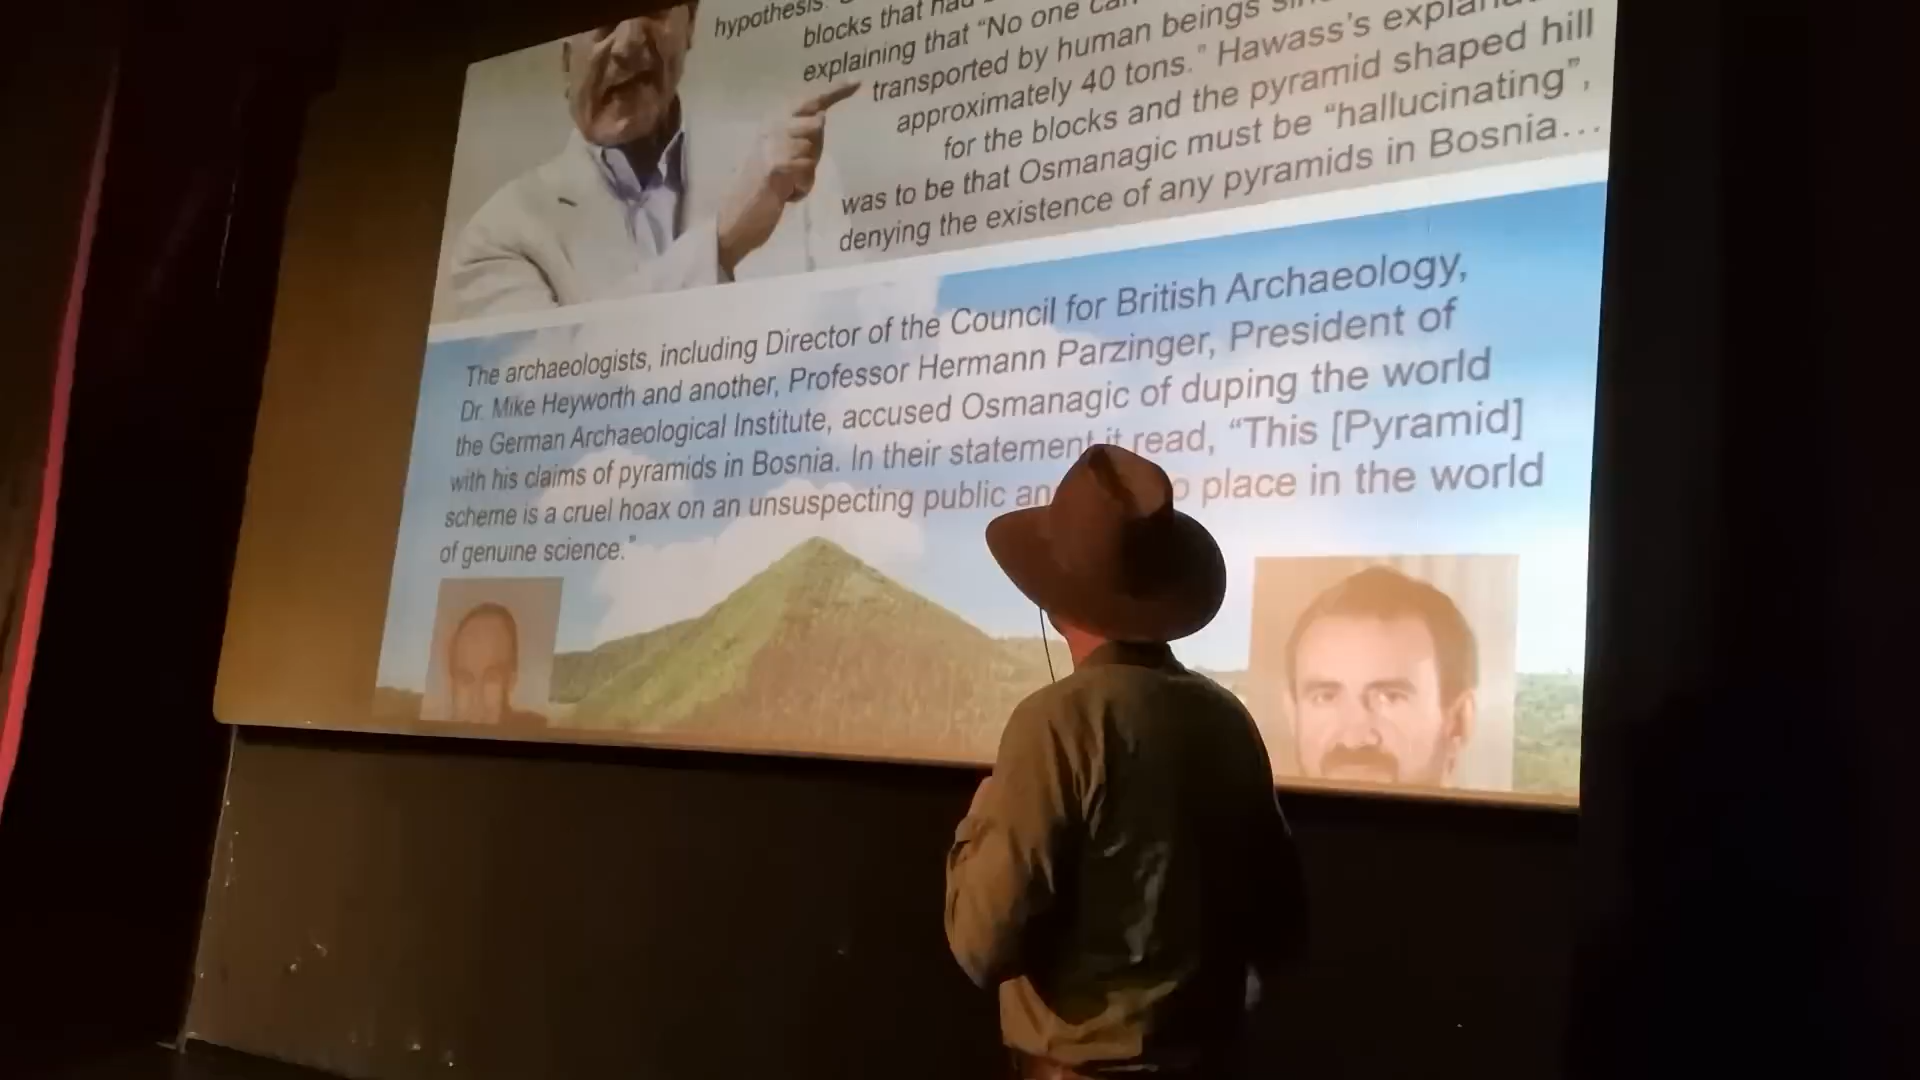 hypothesis.
blocks that had
explaining that “No one can
transported by human beings
approximately 40 tons.” Hawass’s
for the blocks and the pyramid shaped hill
was to be that Osmanagic must be “hallucinating”,
denying the existence of any pyramids in Bosnia...
The archaeologists, including Director of the Council for British Archaeology,
Dr. Mike Heyworth and another, Professor Hermann Parzinger, President of
the German Archaeological Institute, accused Osmanagic of duping the world
with his claims of pyramids in Bosnia. In their statement it read, “This [Pyramid]
scheme is a cruel hoax on an unsuspecting public place in the world
of genuine science.”